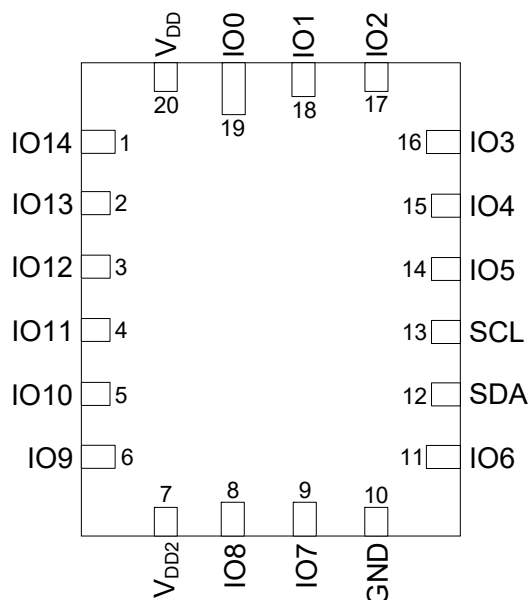 VDD
IO0
IO1
IO2
20
19
18
17
IO14 1
16 IO3
IO13 2
15 IO4
IO12 3
14 IO5
IO11 4
13 SCL
IO10 5
12 SDA
IO9 6
11 IO6
7
8
9
10
VDD2
IO8
IO7
GND